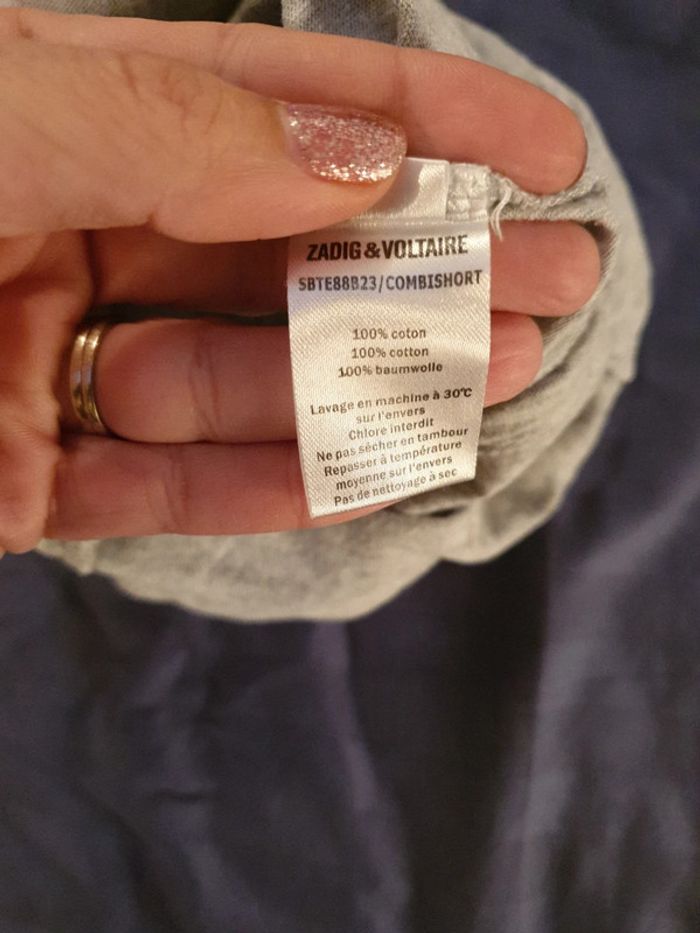 ZADIG & VOLTAIRE
SBTE88B23/COMBISHORT
100% coton
100% cotton
100% baumwolle
Lavage en machine à 30°C
sur l'envers
Chlore interdit
Ne pas sécher en tambour
Repasser à température
moyenne sur l'envers
Pas de nettoyage à sec